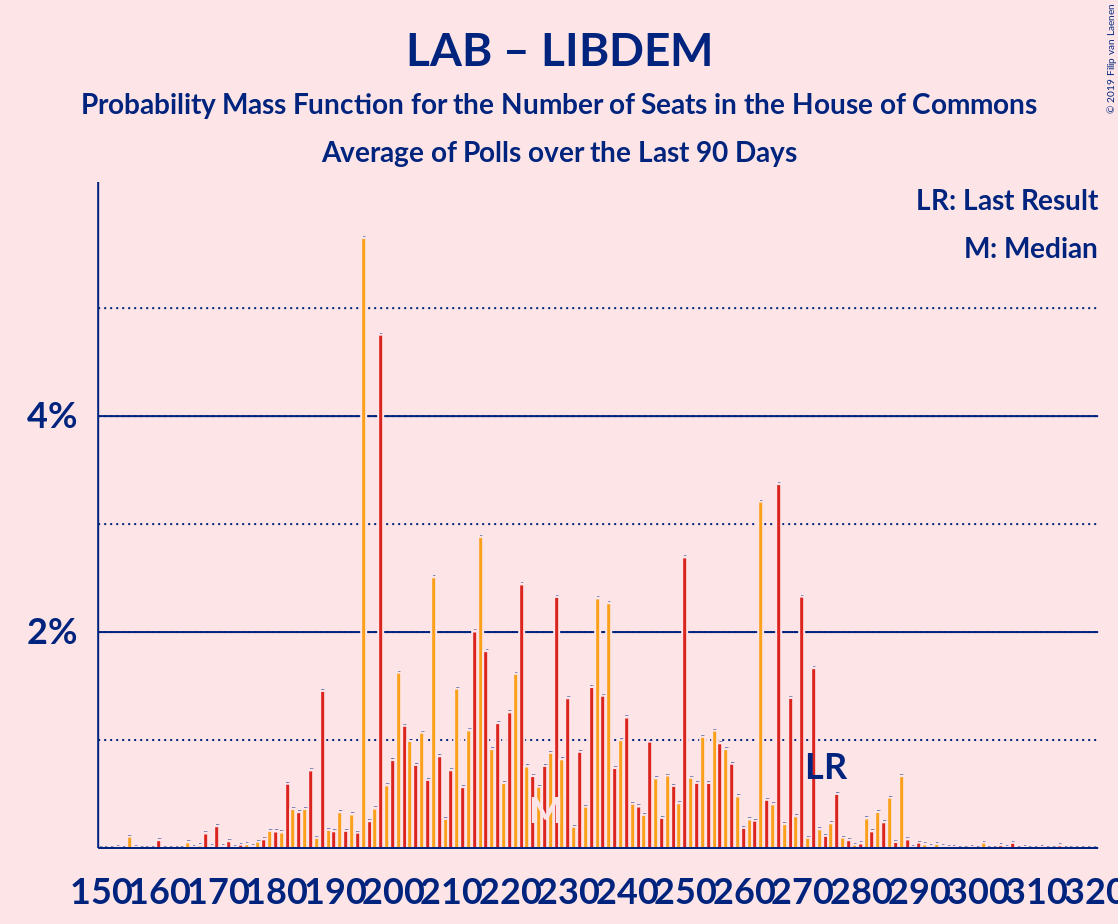 LAB – LIBDEM
Probability Mass Function for the Number of Seats in the House of Commons
Average of Polls over the Last 90 Days
© 2019 Filip van Laenen
LR: Last Result
M: Median
4%
2%
LR
M
150 160 170 180 190 200 210 220 230 240 250 260 270 280 290 300 310 320